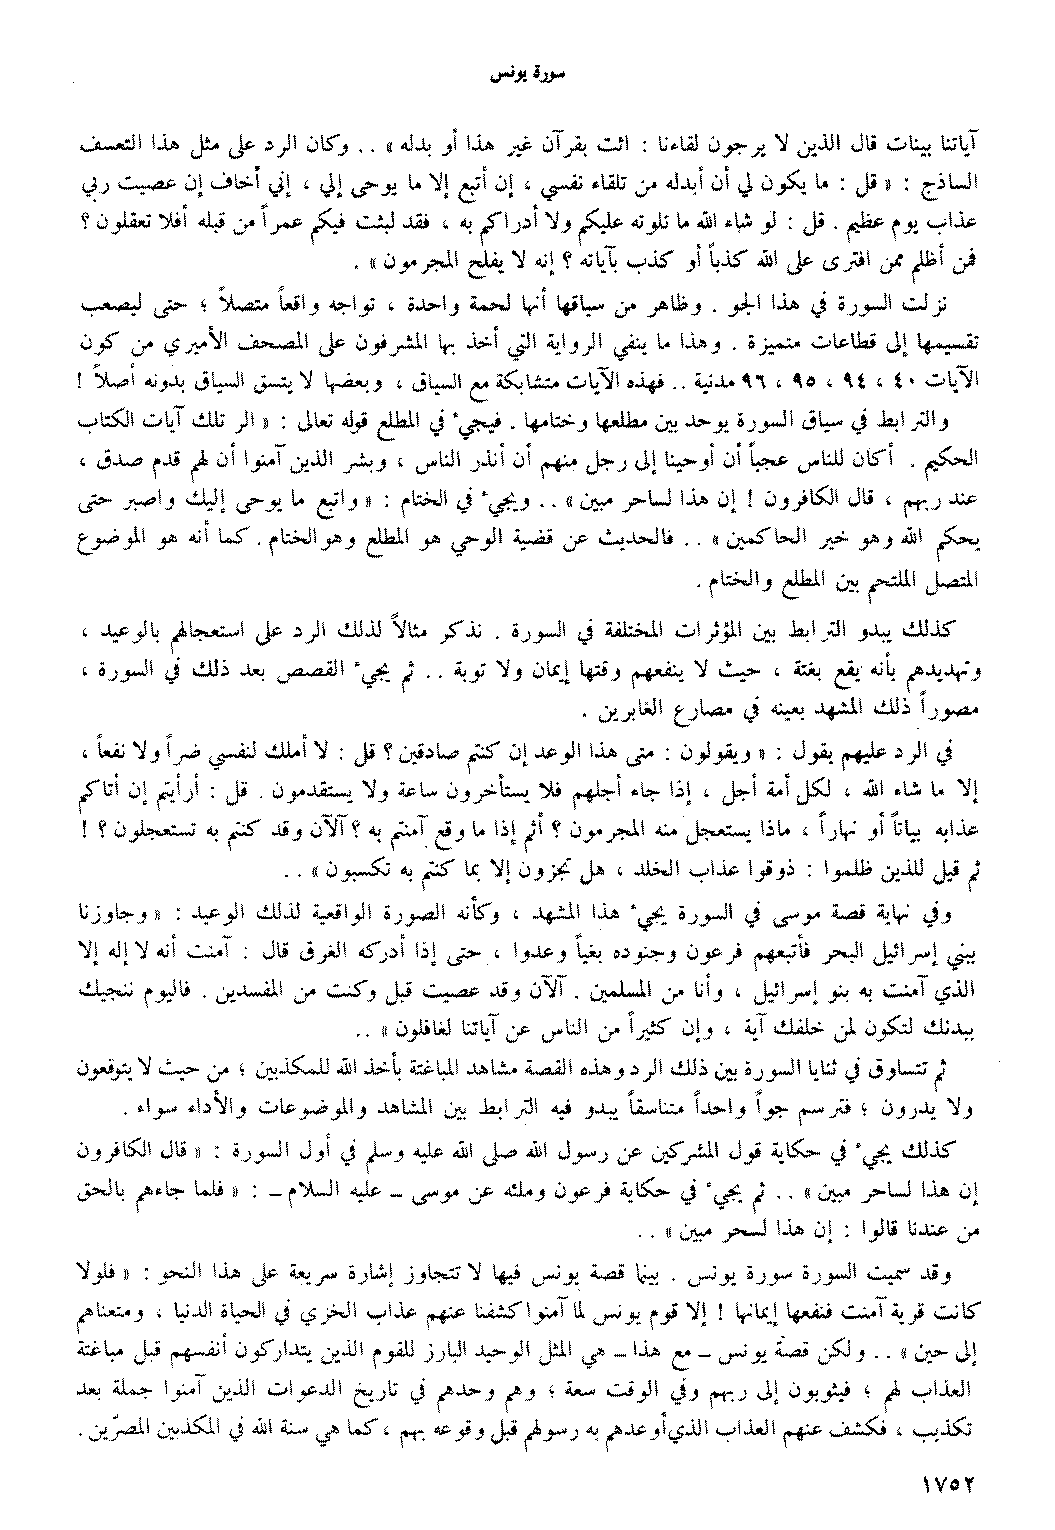 سورة يونس
آياتنا بينات قال الذين لا يرجون لقاءنا : ائت بقرآن غير هذا أو بدله » .. وكان الرد على مثل هذا التعسف
الساذج : « قل : ما يكون لي أن أبدله من تلقاء نفسي ، إن أتبع إلا ما يوحى إلي ، إني أخاف إن عصيت ربي
عذاب يوم عظيم . قل : لو شاء الله ما تلوته عليكم ولا أدراكم به ، فقد لبثت فيكم عمراً من قبله أفلا تعقلون ؟
فمن أظلم ممن افترى على الله كذباً أو كذب بآياته ؟ إنه لا يفلح المجرمون » .
نزلت السورة في هذا الجو . وظاهر من سياقها أنها لحمة واحدة ، تواجه واقعاً متصلاً ؛ حتى ليصعب
تقسيمها إلى قطاعات متميزة . وهذا ما ينفي الرواية التي أخذ بها المشرفون على المصحف الأميري من كون
الآيات ٤٠ ، ٩٤ ، ٩٥ ، ٩٦ مدنية .. فهذه الآيات متشابكة مع السياق ، وبعضها لا يتسق السياق بدونه أصلاً !
والترابط في سياق السورة يوحد بين مطلعها وختامها . فيجيء في المطلع قوله تعالى : « الر تلك آيات الكتاب
الحكيم . أكان للناس عجباً أن أوحينا إلى رجل منهم أن أنذر الناس ، وبشر الذين آمنوا أن لهم قدم صدق ،
عند ربهم ، قال الكافرون ! إن هذا لساحر مبين » .. ويجيء في الختام : « واتبع ما يوحى إليك واصبر حتى
يحكم الله وهو خير الحاكمين » .. فالحديث عن قضية الوحي هو المطلع وهو الختام . كما أنه هو الموضوع
المتصل الملتحم بين المطلع والختام .
كذلك يبدو الترابط بين المؤثرات المختلفة في السورة . نذكر مثالاً لذلك الرد على استعجالهم بالوعيد ،
وتهديدهم بأنه يقع بغتة ، حيث لا ينفعهم وقتها إيمان ولا توبة .. ثم يجيء القصص بعد ذلك في السورة ،
مصوراً ذلك المشهد بعينه في مصارع الغابرين .
في الرد عليهم يقول : « ويقولون : متى هذا الوعد إن كنتم صادقين ؟ قل : لا أملك لنفسي ضراً ولا نفعاً ،
إلا ما شاء الله ، لكل أمة أجل ، إذا جاء أجلهم فلا يستأخرون ساعة ولا يستقدمون . قل : أرأيتم إن أتاكم
عذابه بياتاً أو نهاراً ، ماذا يستعجل منه المجرمون ؟ أثم إذا ما وقع آمنتم به ؟ آلآن وقد كنتم به تستعجلون ؟ !
ثم قيل للذين ظلموا : ذوقوا عذاب الخلد ، هل تجزون إلا بما كنتم به تكسبون » ..
وفي نهاية قصة موسى في السورة يجيء هذا المشهد ، وكأنه الصورة الواقعية لذلك الوعيد : « وجاوزنا
ببني إسرائيل البحر فأتبعهم فرعون وجنوده بغياً وعدوا ، حتى إذا أدركه الغرق قال : آمنت أنه لا إله إلا
الذي آمنت به بنو إسرائيل ، وأنا من المسلمين . آلآن وقد عصيت قبل وكنت من المفسدين . فاليوم ننجيك
ببدنك لتكون لمن خلفك آية ، وإن كثيراً من الناس عن آياتنا لغافلون » ..
ثم تتساوق في ثنايا السورة بين ذلك الرد وهذه القصة مشاهد المباغتة بأخذ الله للمكذبين ؛ من حيث لا يتوقعون
ولا يدرون ؛ فترسم جواً واحداً متناسقاً يبدو فيه الترابط بين المشاهد والموضوعات والأداء سواء .
كذلك يجيء في حكاية قول المشركين عن رسول الله صلى الله عليه وسلم في أول السورة : « قال الكافرون
إن هذا لساحر مبين » .. ثم يجيء في حكاية فرعون وملئه عن موسى – عليه السلام – : « فلما جاءهم بالحق
من عندنا قالوا : إن هذا لسحر مبين » ..
وقد سميت السورة سورة يونس . بينما قصة يونس فيها لا تتجاوز إشارة سريعة على هذا النحو : « فلولا
كانت قرية آمنت فنفعها إيمانها ! إلا قوم يونس لما آمنوا كشفنا عنهم عذاب الخزي في الحياة الدنيا ، ومتعناهم
إلى حين » .. ولكن قصة يونس – مع هذا – هي المثل الوحيد البارز للقوم الذين يتداركون أنفسهم قبل مباغتة
العذاب لهم ؛ فيثوبون إلى ربهم وفي الوقت سعة ؛ وهم وحدهم في تاريخ الدعوات الذين آمنوا جملة بعد
تكذيب ، فكشف عنهم العذاب الذي أوعدهم به رسولهم قبل وقوعه بهم ، كما هي سنة الله في المكذبين المصرّين .
١٧٥٢